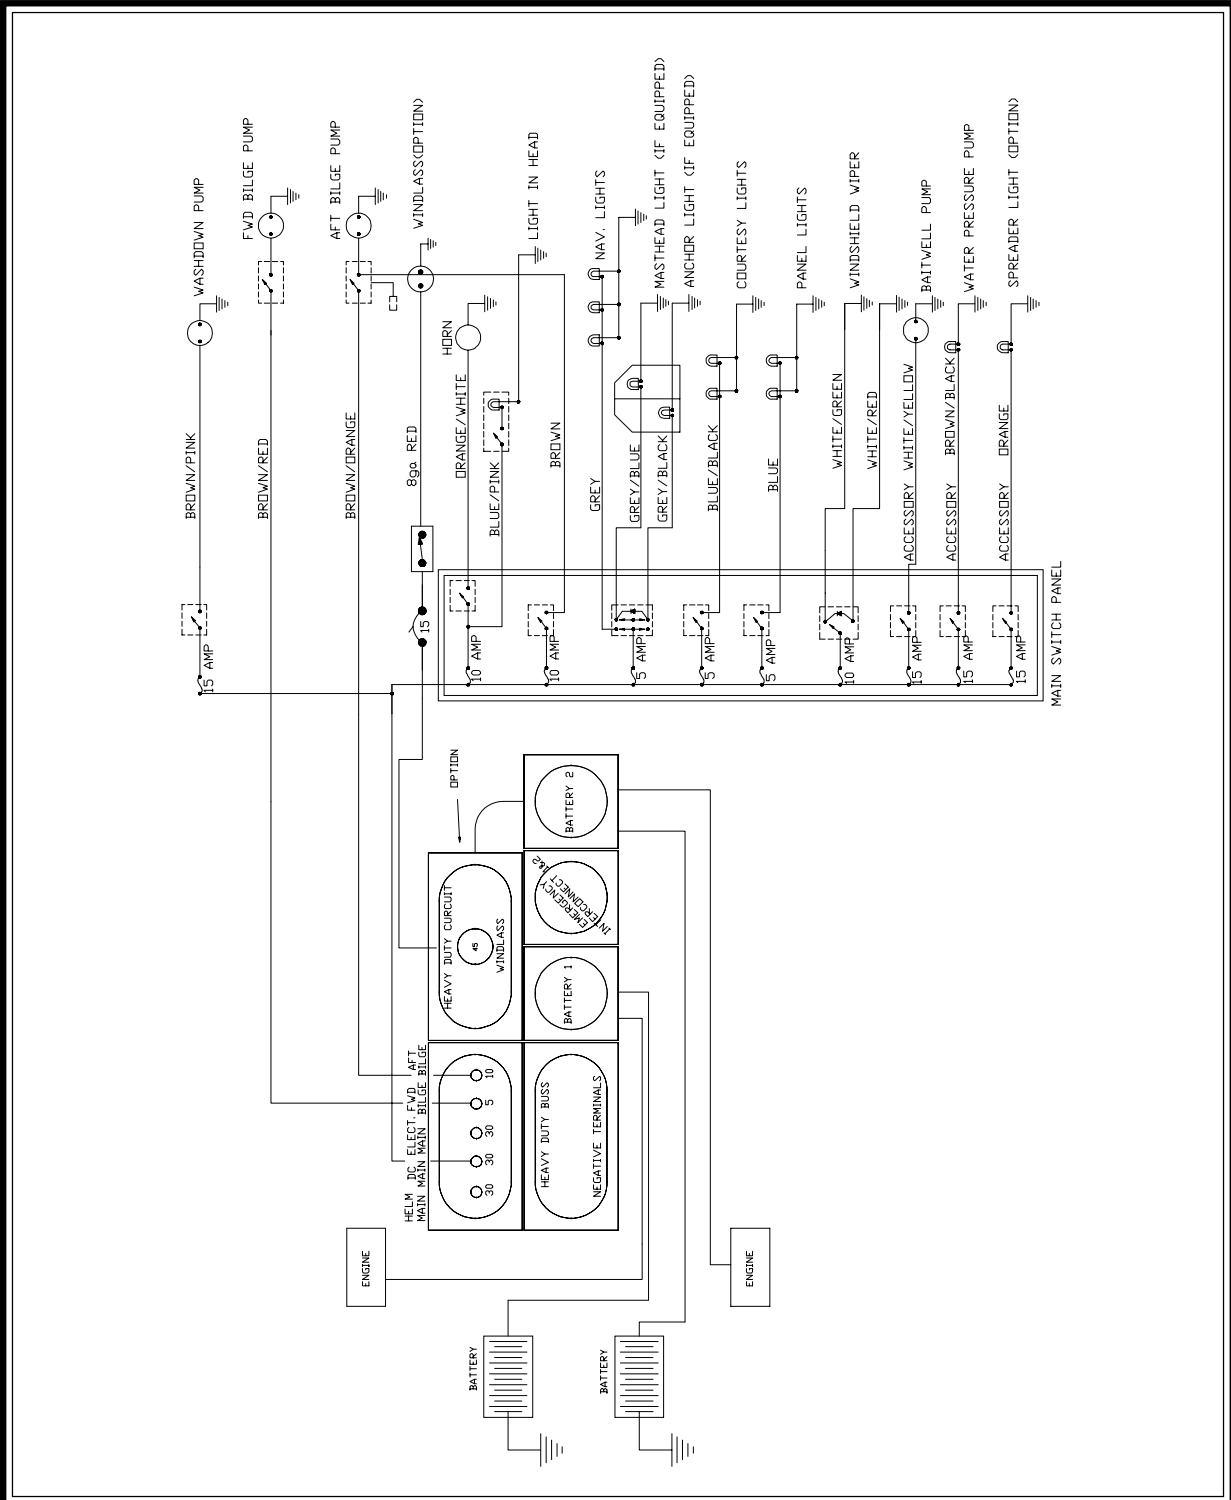 WASHDOWN PUMP
FWD BILGE PUMP
AFT BILGE PUMP
WINDLASS(OPTION)
LIGHT IN HEAD
NAV. LIGHTS
MASTHEAD LIGHT (IF EQUIPPED)
ANCHOR LIGHT (IF EQUIPPED)
COURTESY LIGHTS
PANEL LIGHTS
WINDSHIELD WIPER
BAITWELL PUMP
WATER PRESSURE PUMP
SPREADER LIGHT (OPTION)
HORN
BROWN/PINK
BROWN/RED
BROWN/ORANGE
8ga RED
ORANGE/WHITE
BLUE/PINK
BROWN
GREY
GREY/BLUE
GREY/BLACK
BLUE/BLACK
BLUE
WHITE/GREEN
WHITE/RED
ACCESSORY WHITE/YELLOW
ACCESSORY BROWN/BLACK
ACCESSORY ORANGE
15 AMP
15
10 AMP
10 AMP
5 AMP
5 AMP
5 AMP
10 AMP
15 AMP
15 AMP
15 AMP
MAIN SWITCH PANEL
OPTION
HEAVY DUTY CURCUIT
45
WINDLASS
BATTERY 2
EMERGENCY
INTERCONNECT
1&2
BATTERY 1
HELM DC ELECT. FWD AFT
MAIN MAIN MAIN BILGE BILGE
30 30 30 5 10
HEAVY DUTY BUSS
NEGATIVE TERMINALS
ENGINE
ENGINE
BATTERY
BATTERY